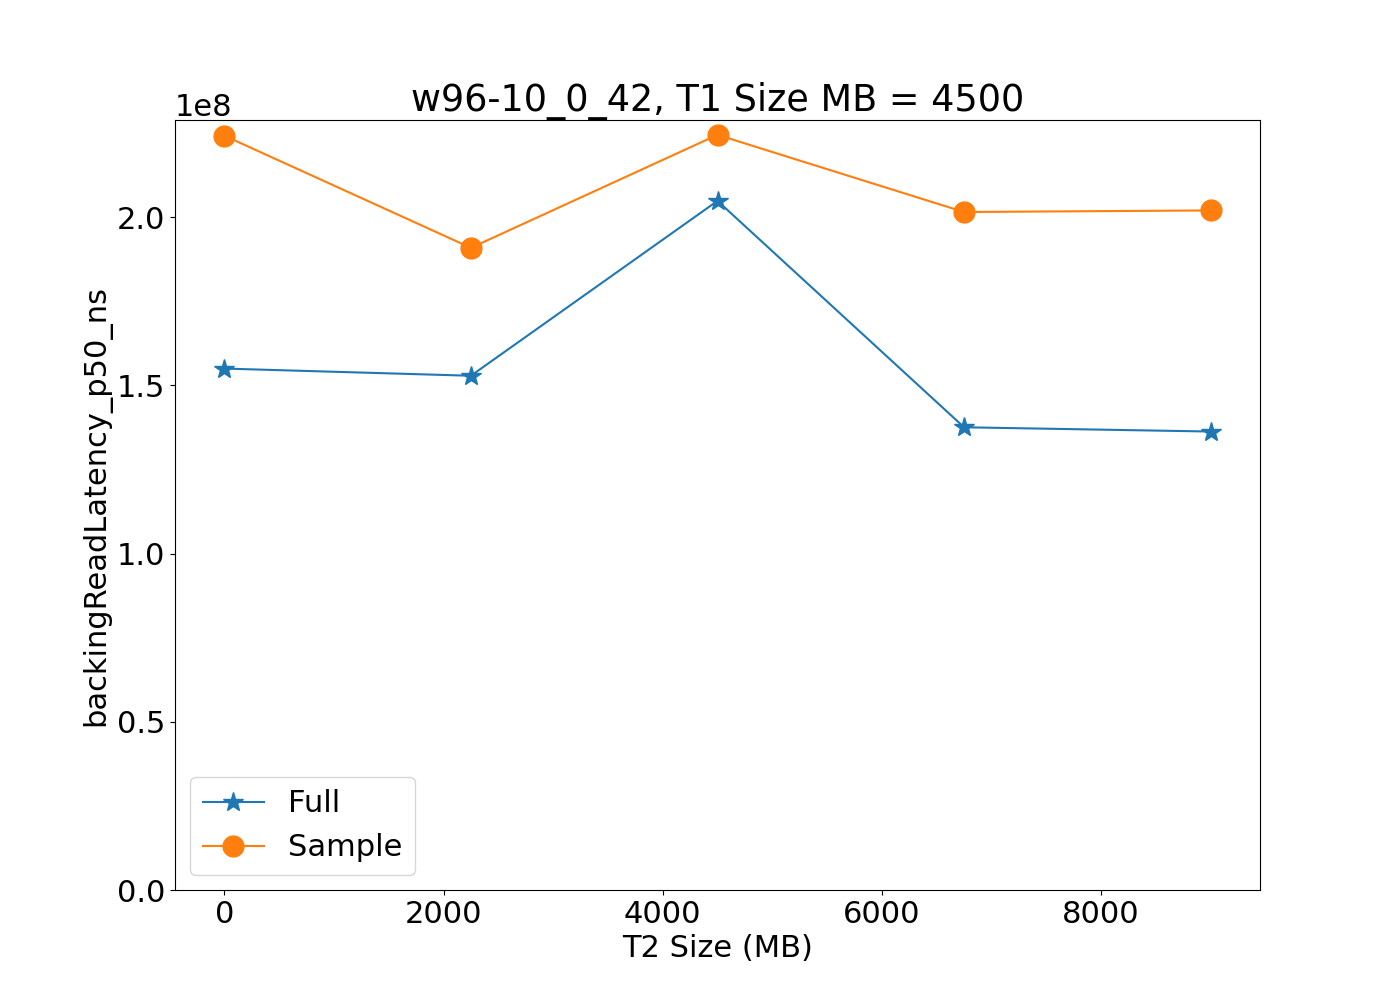 w96-10_0_42, T1 Size MB = 4500
1e8
2.0
1.5
1.0
0.5
0.0
backingReadLatency_p50_ns
Full
Sample
0 2000 4000 6000 8000
T2 Size (MB)